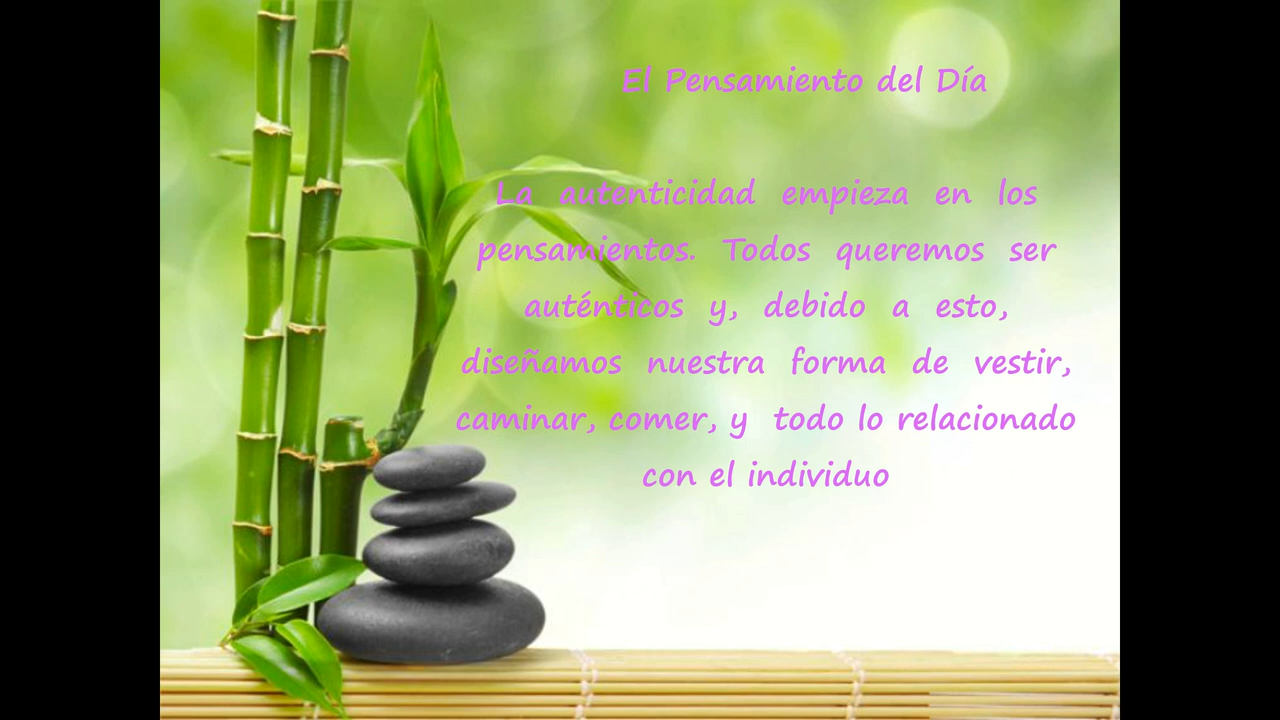 El Pensamiento del Día
La autenticidad empieza en los
pensamientos. Todos queremos ser
auténticos y, debido a esto,
diseñamos nuestra forma de vestir,
caminar, comer, y todo lo relacionado
con el individuo